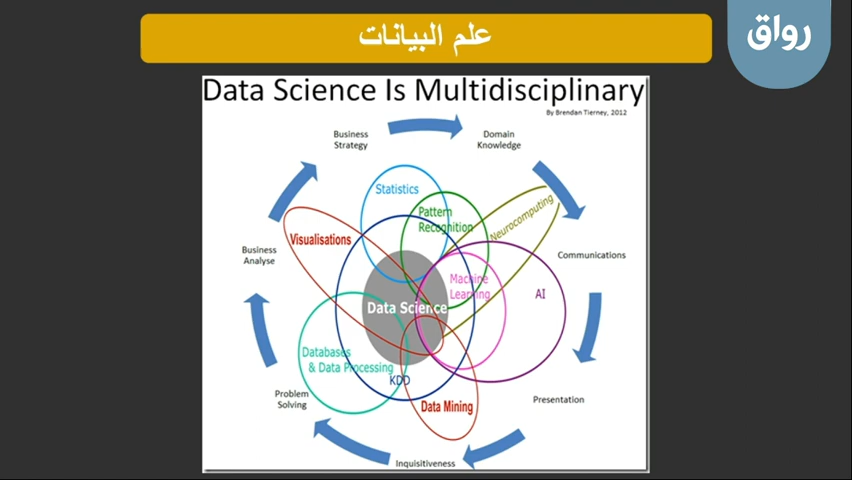 علم البيانات
رواق
Data Science Is Multidisciplinary
By Brendan Tierney, 2012
Business
Strategy
Domain
Knowledge
Statistics
Pattern
Recognition
Neurocomputing
Visualisations
Business
Analyse
Communications
Machine
Learning
AI
Data Science
Databases
& Data Processing
KDD
Problem
Solving
Data Mining
Presentation
Inquisitiveness